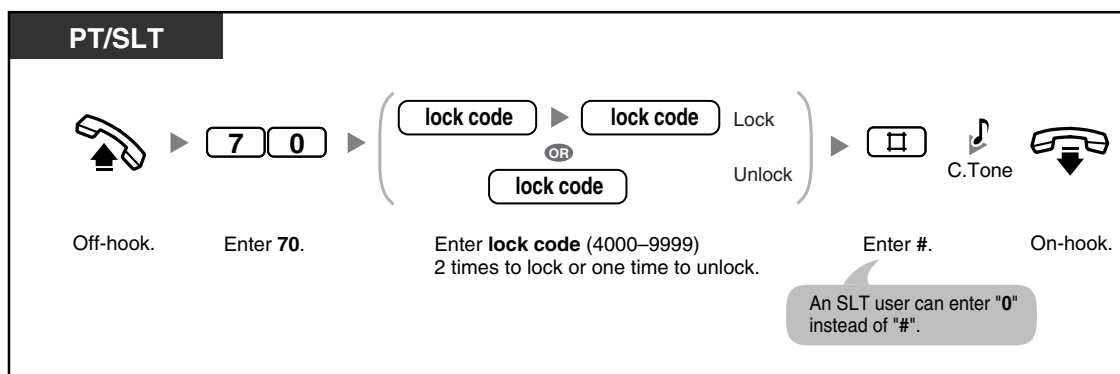 PT/SLT
7 0
lock code lock code Lock
OR
lock code Unlock
C.Tone
Off-hook.
Enter 70.
Enter lock code (4000–9999)
2 times to lock or one time to unlock.
Enter #.
On-hook.
An SLT user can enter "0"
instead of "#".